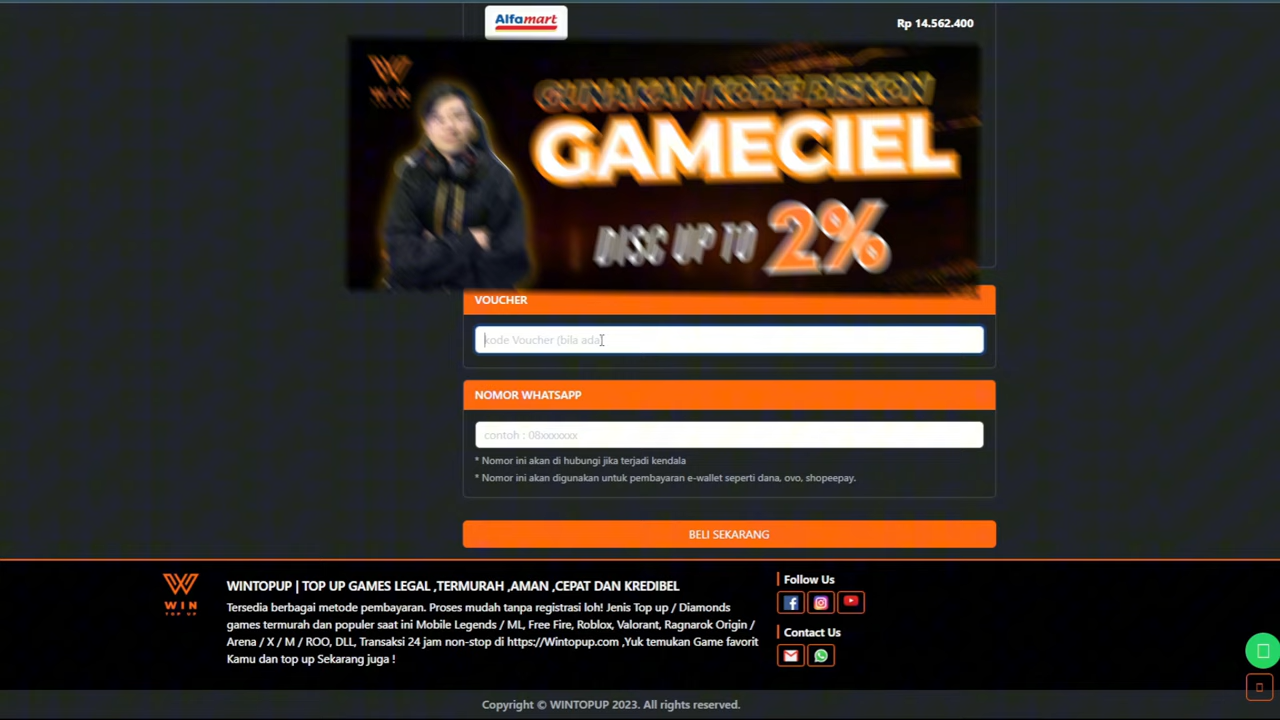 Alfamart
Rp 14.562.400
WIN
GUNAKAN KODE DISKON
GAMECIEL
DISC UP TO 2%
VOUCHER
kode Voucher (bila ada)
NOMOR WHATSAPP
contoh : 08xxxxxxx
* Nomor ini akan di hubungi jika terjadi kendala
* Nomor ini akan digunakan untuk pembayaran e-wallet seperti dana, ovo, shopeepay.
BELI SEKARANG
WIN
TOP UP
WINTOPUP | TOP UP GAMES LEGAL ,TERMURAH ,AMAN ,CEPAT DAN KREDIBEL
Tersedia berbagai metode pembayaran. Proses mudah tanpa registrasi loh! Jenis Top up / Diamonds
games termurah dan populer saat ini Mobile Legends / ML, Free Fire, Roblox, Valorant, Ragnarok Origin /
Arena / X / M / ROO, DLL, Transaksi 24 jam non-stop di https://Wintopup.com ,Yuk temukan Game favorit
Kamu dan top up Sekarang juga !
Follow Us
Contact Us
Copyright © WINTOPUP 2023. All rights reserved.